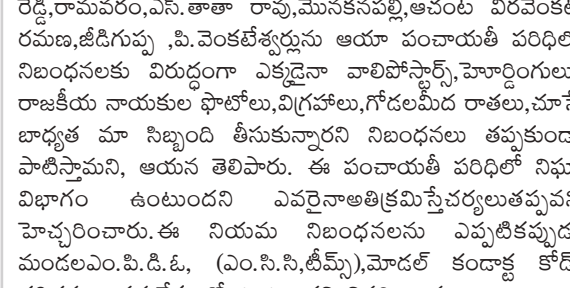 రెడ్డి,రామవరం,ఎస్.తాతా రావు,మొనకనపల్లి,ఆచంట వీరవెంకట
రమణ,జీడిగుప్ప ,పి.వెంకటేశ్వర్లును ఆయా పంచాయతీ పరిధిలో
నిబంధనలకు విరుద్ధంగా ఎక్కడైనా వాలిపోస్టార్స్,హెూర్డింగులు
రాజకీయ నాయకుల ఫొటోలు,విగ్రహాలు,గోడలమీద రాతలు,చూసే
బాధ్యత మా సిబ్బంది తీసుకున్నారని నిబంధనలు తప్పకుండా
పాటిస్తామని, ఆయన తెలిపారు. ఈ పంచాయతీ పరిధిలో నిఘా
విభాగం ఉంటుందని ఎవరైనాఅతిక్రమిస్తేచర్యలుతప్పవని
హెచ్చరించారు.ఈ నియమ నిబంధనలను ఎప్పటికప్పుడు
మండలఎం.పి.డి.ఓ, (ఎం.సి.సి,టీమ్స్),మోడల్ కండాక్ట కోడ్